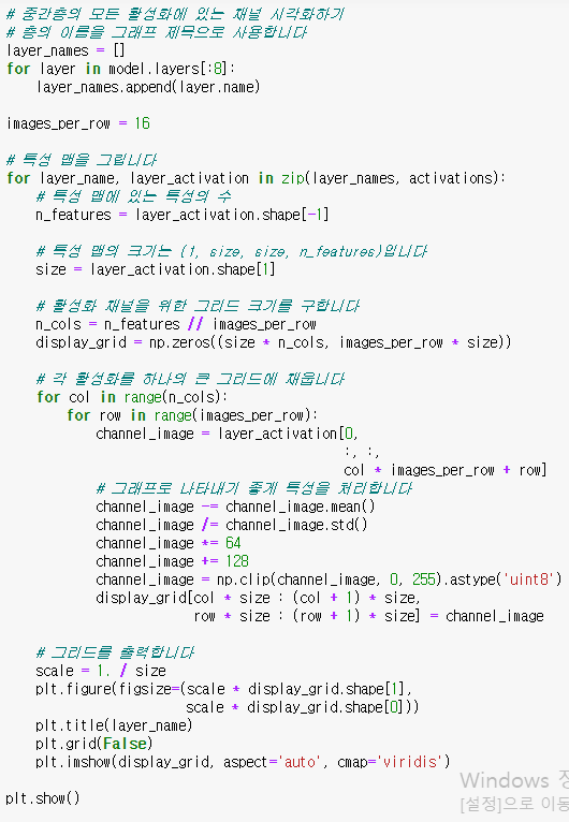 # 중간층의 모든 활성화에 있는 채널 시각화하기
# 층의 이름을 그래프 제목으로 사용합니다
layer_names = []
for layer in model.layers[:8]:
    layer_names.append(layer.name)

images_per_row = 16

# 특성 맵을 그립니다
for layer_name, layer_activation in zip(layer_names, activations):
    # 특성 맵에 있는 특성의 수
    n_features = layer_activation.shape[-1]

    # 특성 맵의 크기는 (1, size, size, n_features)입니다
    size = layer_activation.shape[1]

    # 활성화 채널을 위한 그리드 크기를 구합니다
    n_cols = n_features // images_per_row
    display_grid = np.zeros((size * n_cols, images_per_row * size))

    # 각 활성화를 하나의 큰 그리드에 채웁니다
    for col in range(n_cols):
        for row in range(images_per_row):
            channel_image = layer_activation[0,
                                             :, :,
                                             col * images_per_row + row]
            # 그래프로 나타내기 좋게 특성을 처리합니다
            channel_image -= channel_image.mean()
            channel_image /= channel_image.std()
            channel_image *= 64
            channel_image += 128
            channel_image = np.clip(channel_image, 0, 255).astype('uint8')
            display_grid[col * size : (col + 1) * size,
                         row * size : (row + 1) * size] = channel_image

    # 그리드를 출력합니다
    scale = 1. / size
    plt.figure(figsize=(scale * display_grid.shape[1],
                        scale * display_grid.shape[0]))
    plt.title(layer_name)
    plt.grid(False)
    plt.imshow(display_grid, aspect='auto', cmap='viridis')

plt.show()
Windows
[설정]으로 이동